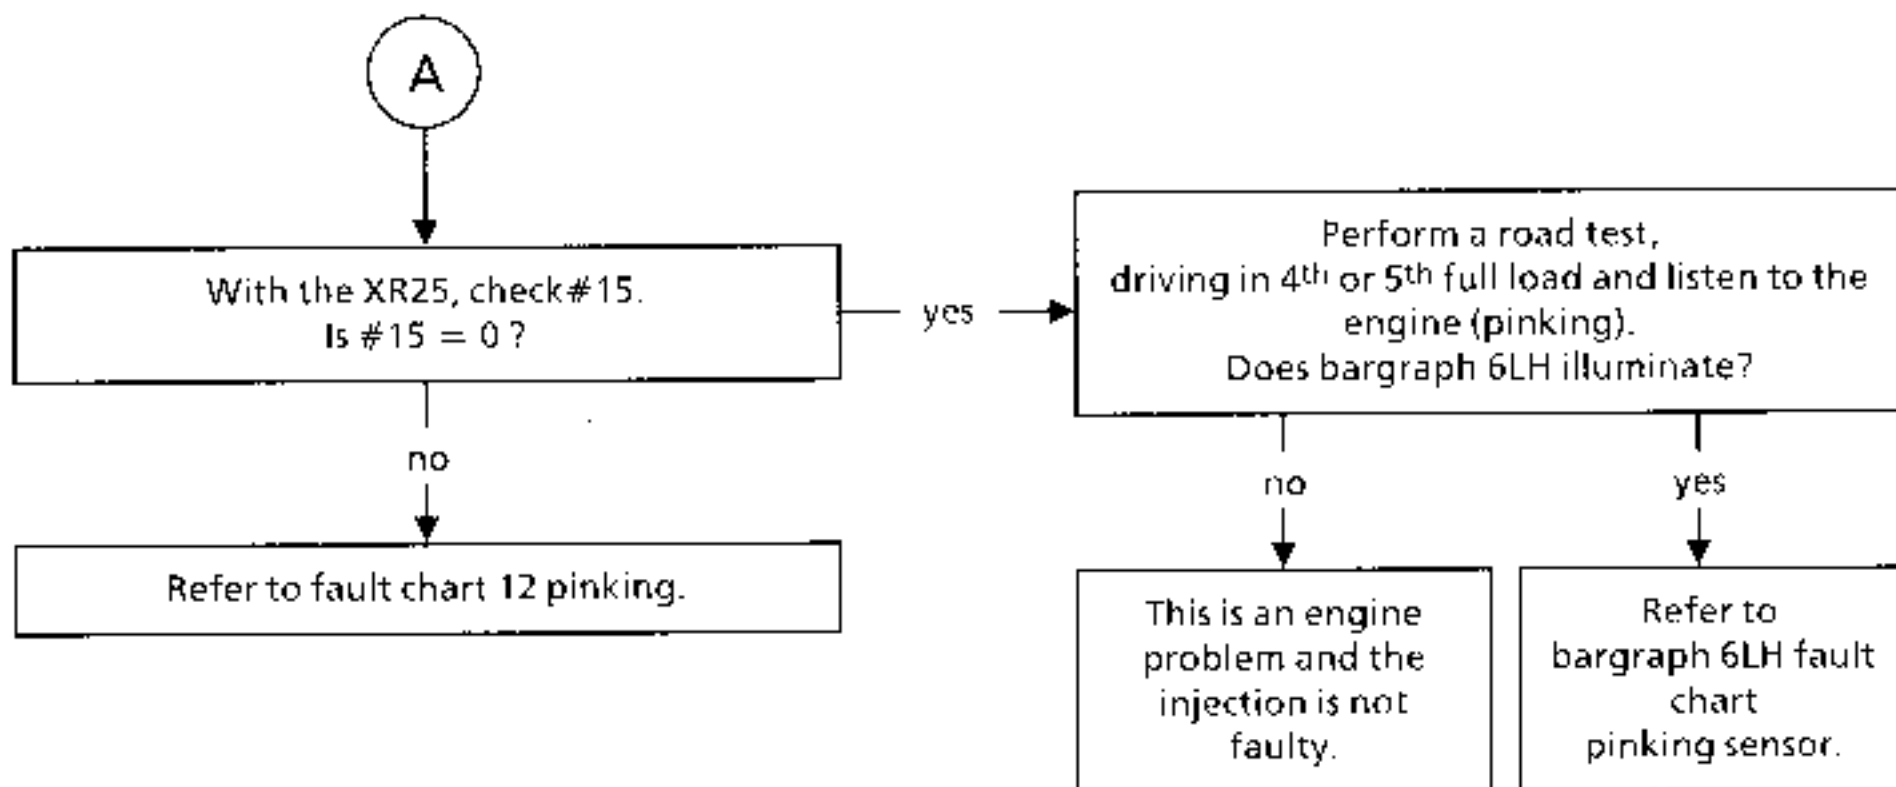 A
With the XR25, check #15.
Is #15 = 0 ?
yes
Perform a road test,
driving in 4th or 5th full load and listen to the
engine (pinking).
Does bargraph 6LH illuminate?
no
no
yes
Refer to fault chart 12 pinking.
This is an engine
problem and the
injection is not
faulty.
Refer to
bargraph 6LH fault
chart
pinking sensor.